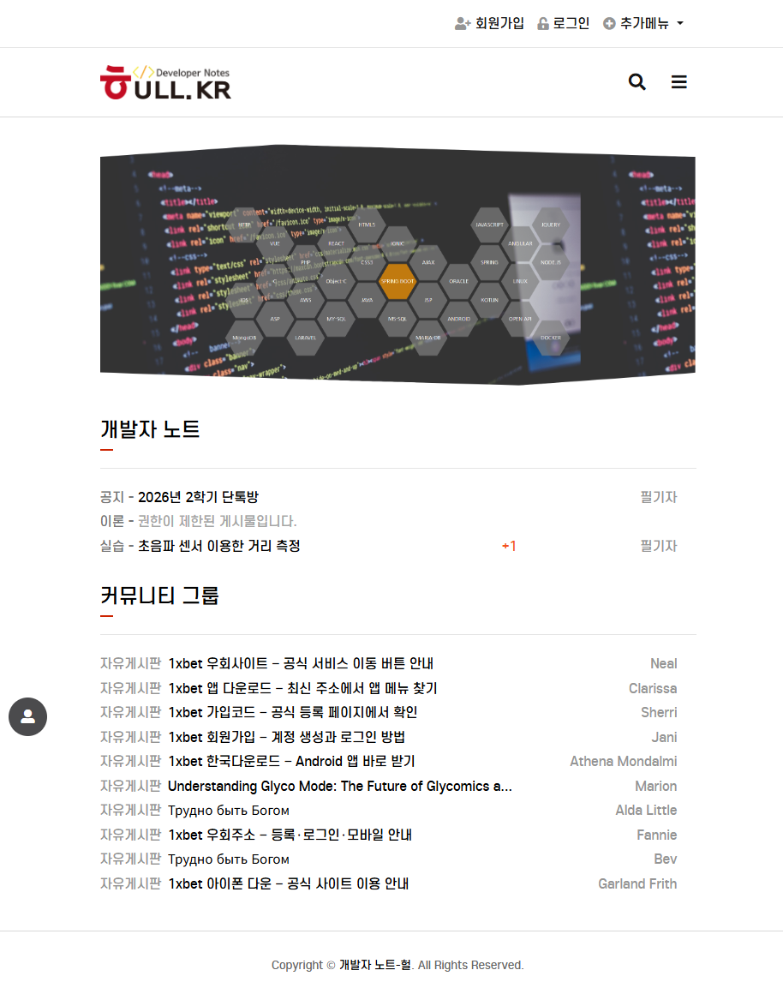 회원가입 로그인 추가메뉴
</> Developer Notes
ㅎULL.KR
<head>
<!--meta-->
<title></title>
HTTP HTML5 JAVASCRIPT JQUERY
VUE REACT IONIC ANGULAR
PHP CSS3 AJAX SPRING NODE.JS
Object-C SPRING BOOT ORACLE LINUX
AWS JAVA JSP KOTLIN
ASP MY-SQL MS-SQL ANDROID OPEN API
MongoDB LARAVEL MARIA-DB DOCKER
개발자 노트
공지 - 2026년 2학기 단톡방 필기자
이론 - 권한이 제한된 게시물입니다.
실습 - 초음파 센서 이용한 거리 측정 +1 필기자
커뮤니티 그룹
자유게시판 1xbet 우회사이트 – 공식 서비스 이동 버튼 안내 Neal
자유게시판 1xbet 앱 다운로드 – 최신 주소에서 앱 메뉴 찾기 Clarissa
자유게시판 1xbet 가입코드 – 공식 등록 페이지에서 확인 Sherri
자유게시판 1xbet 회원가입 – 계정 생성과 로그인 방법 Jani
자유게시판 1xbet 한국다운로드 – Android 앱 바로 받기 Athena Mondalmi
자유게시판 Understanding Glyco Mode: The Future of Glycomics a... Marion
자유게시판 Трудно быть Богом Alda Little
자유게시판 1xbet 우회주소 – 등록·로그인·모바일 안내 Fannie
자유게시판 Трудно быть Богом Bev
자유게시판 1xbet 아이폰 다운 – 공식 사이트 이용 안내 Garland Frith
Copyright © 개발자 노트-헐. All Rights Reserved.